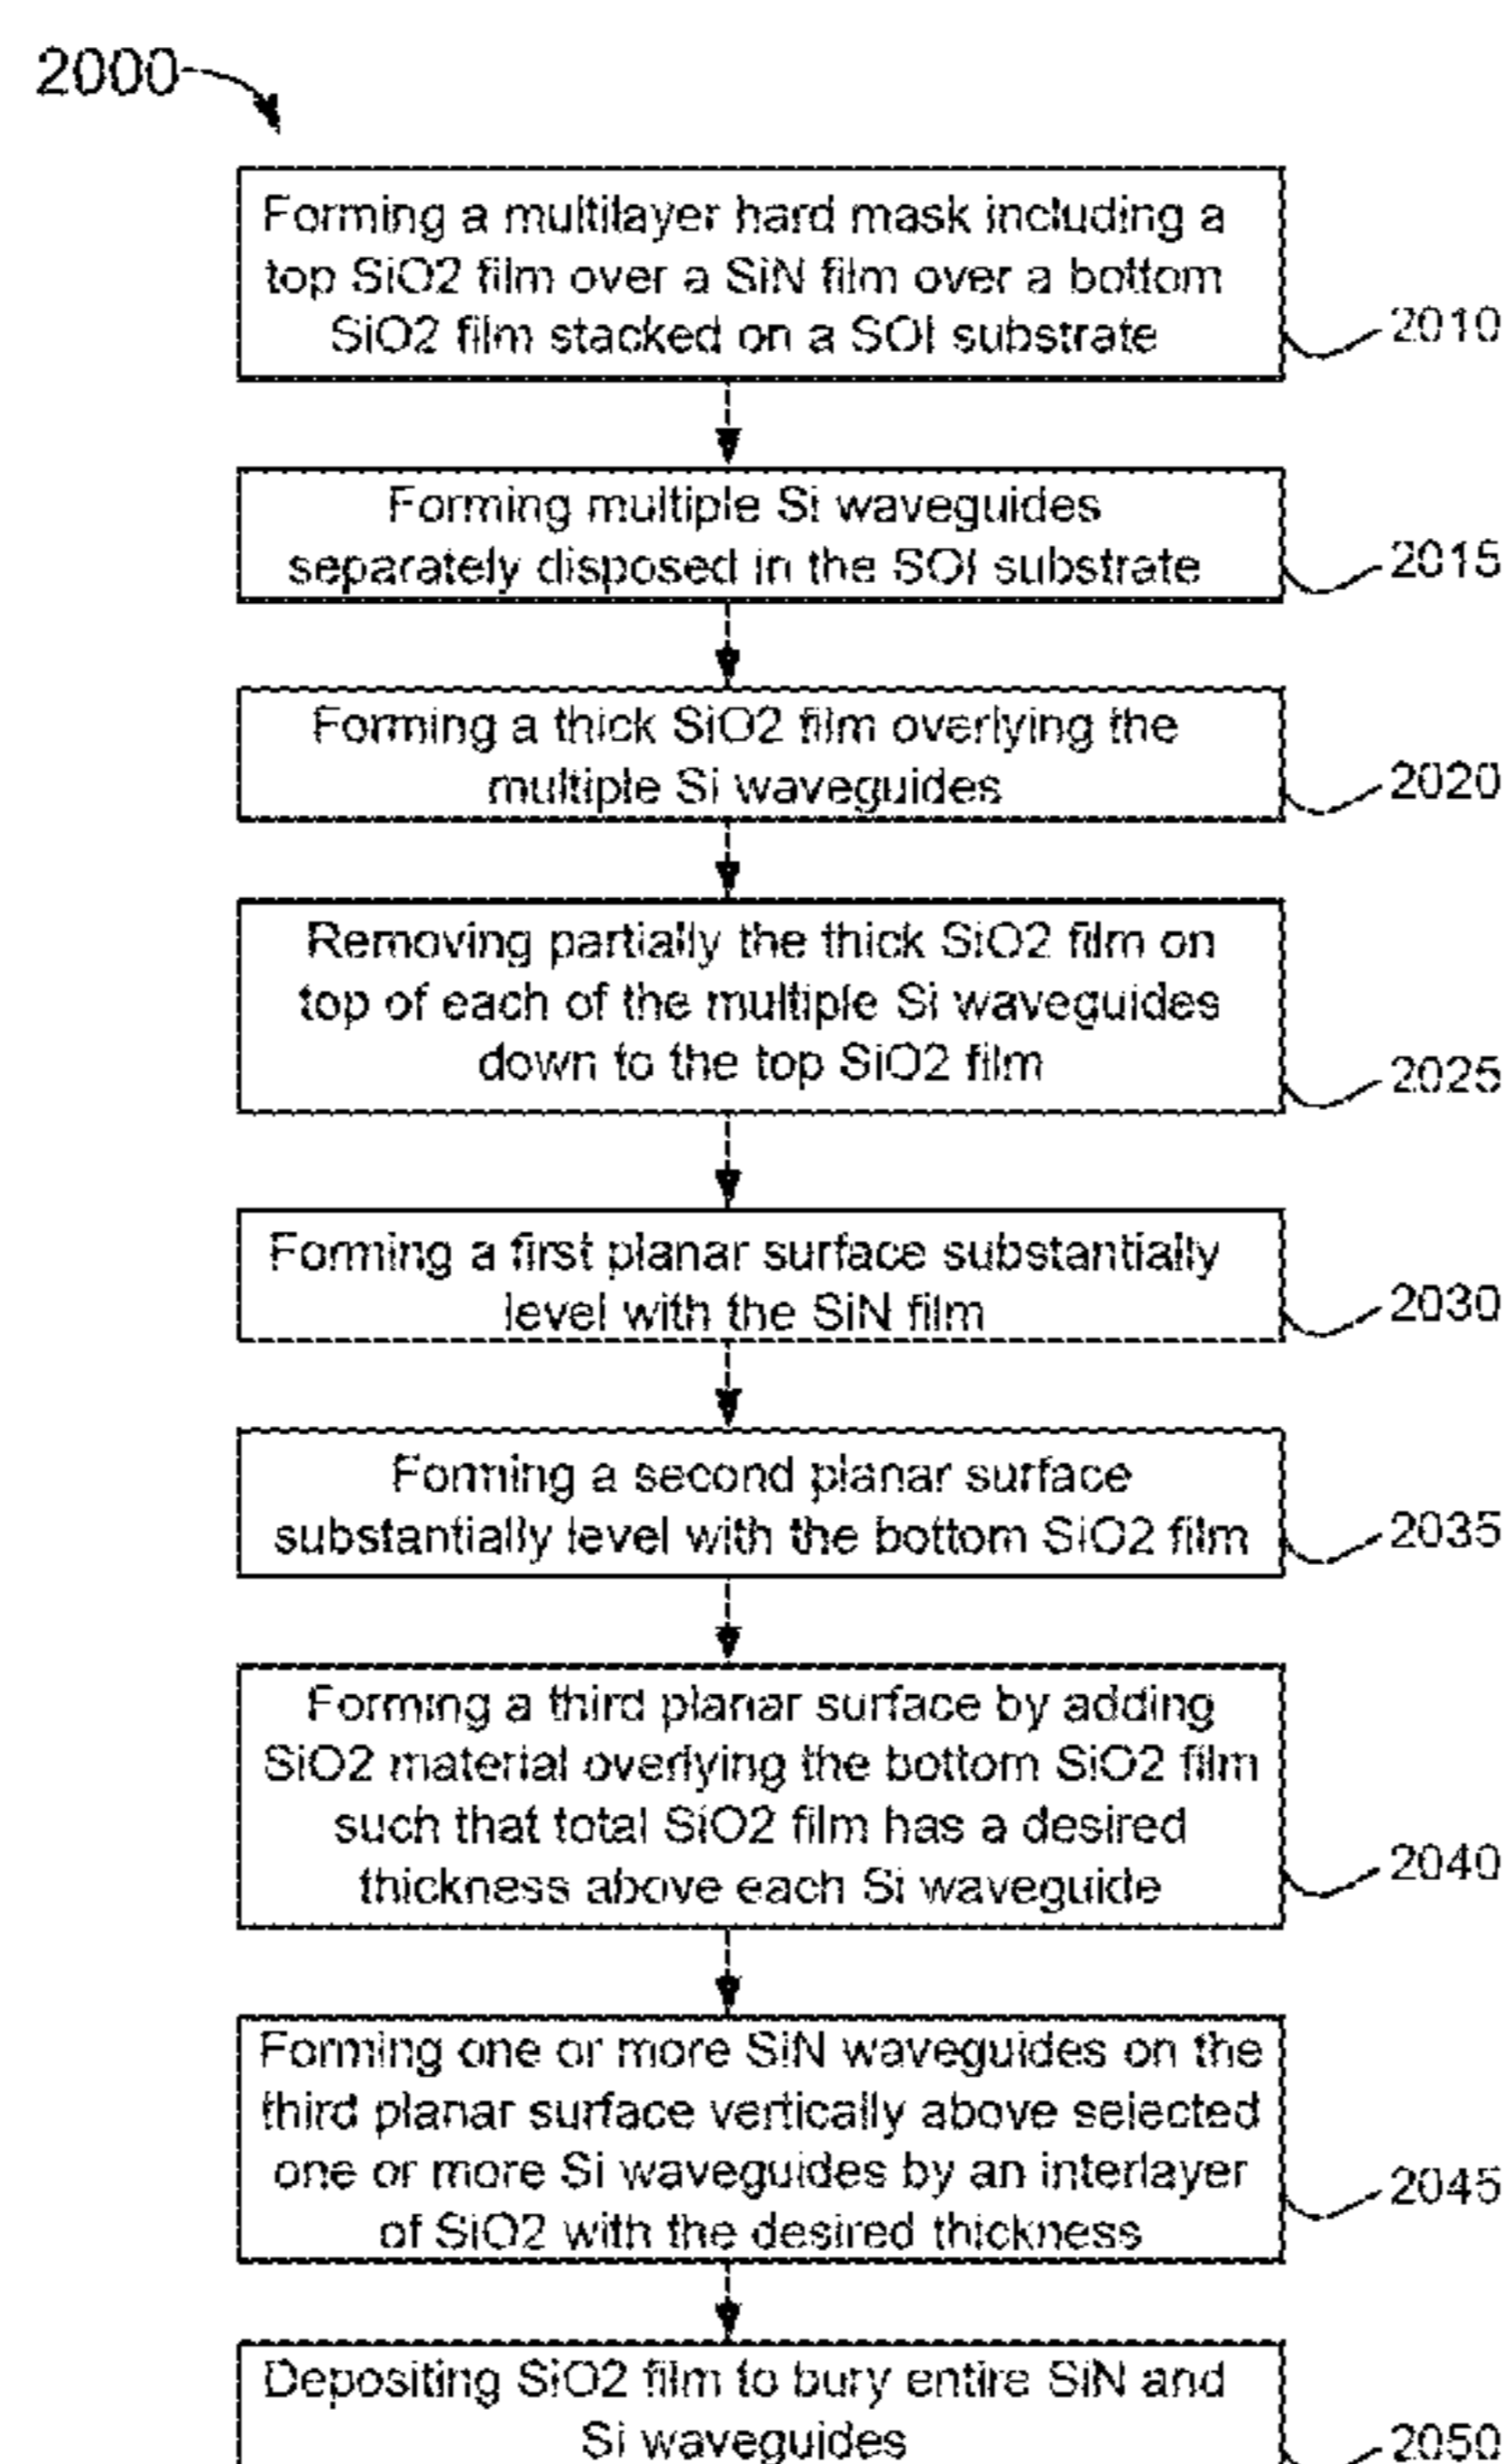 2000
Forming a multilayer hard mask including a
top SiO2 film over a SiN film over a bottom
SiO2 film stacked on a SOI substrate
2010
Forming multiple Si waveguides
separately disposed in the SOI substrate
2015
Forming a thick SiO2 film overlying the
multiple Si waveguides
2020
Removing partially the thick SiO2 film on
top of each of the multiple Si waveguides
down to the top SiO2 film
2025
Forming a first planar surface substantially
level with the SiN film
2030
Forming a second planar surface
substantially level with the bottom SiO2 film
2035
Forming a third planar surface by adding
SiO2 material overlying the bottom SiO2 film
such that total SiO2 film has a desired
thickness above each Si waveguide
2040
Forming one or more SiN waveguides on the
third planar surface vertically above selected
one or more Si waveguides by an interlayer
of SiO2 with the desired thickness
2045
Depositing SiO2 film to bury entire SiN and
Si waveguides
2050